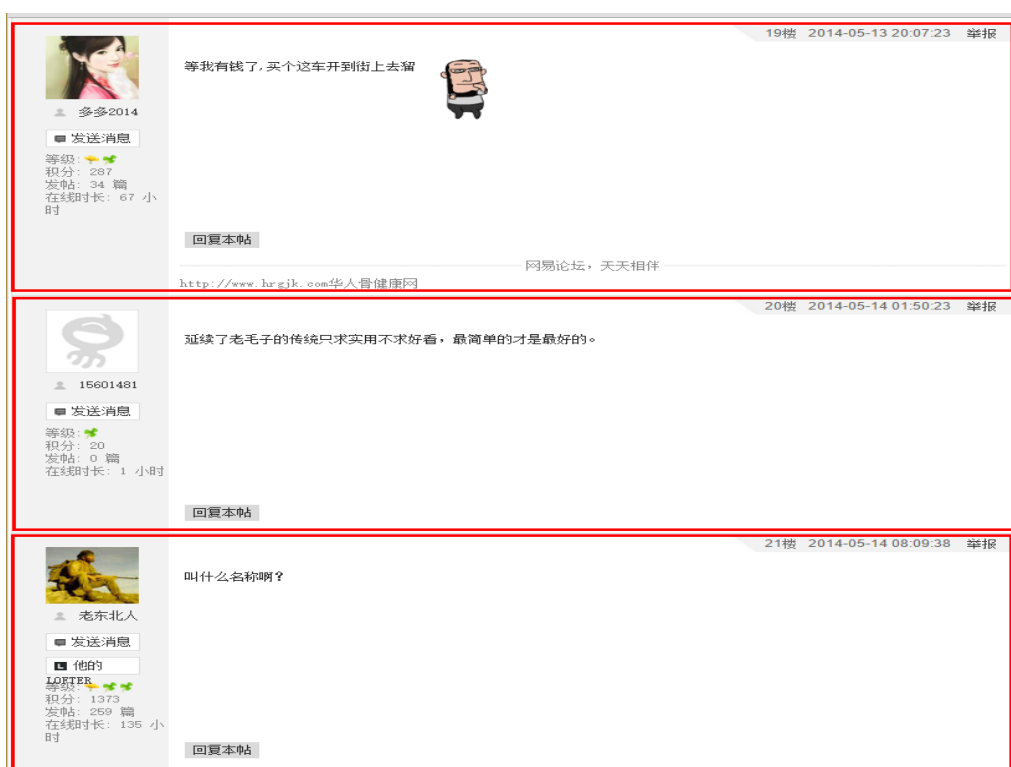 19楼 2014-05-13 20:07:23 举报
等我有钱了,买个这车开到街上去溜
多多2014
发送消息
等级:
积分: 287
发帖: 34 篇
在线时长: 67 小
时
回复本帖
网易论坛，天天相伴
http://www.hrgjk.com华人骨健康网
20楼 2014-05-14 01:50:23 举报
延续了老毛子的传统只求实用不求好看，最简单的才是最好的。
15601481
发送消息
等级:
积分: 20
发帖: 0 篇
在线时长: 1 小时
回复本帖
21楼 2014-05-14 08:09:38 举报
叫什么名称啊？
老东北人
发送消息
L 他的
LOFTER
等级:
积分: 1373
发帖: 259 篇
在线时长: 135 小
时
回复本帖